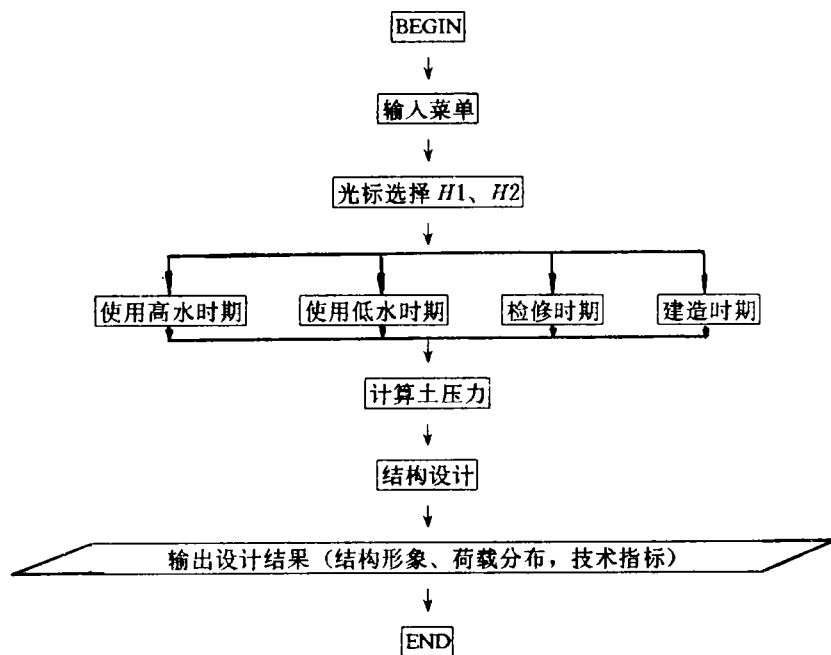 BEGIN
输入菜单
光标选择 H1、H2
使用高水时期 使用低水时期 检修时期 建造时期
计算土压力
结构设计
输出设计结果（结构形象、荷载分布，技术指标）
END